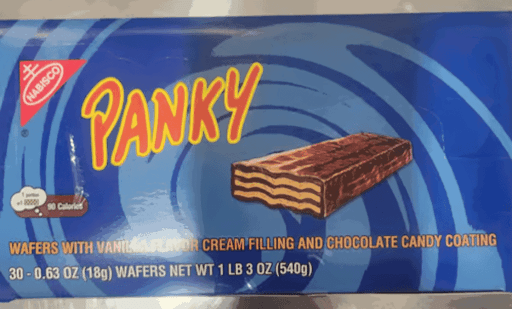 NABISCO
®
PANKY
90 Calories
WAFERS WITH VANILLA FLAVOR CREAM FILLING AND CHOCOLATE CANDY COATING
30 - 0.63 OZ (18g) WAFERS NET WT 1 LB 3 OZ (540g)